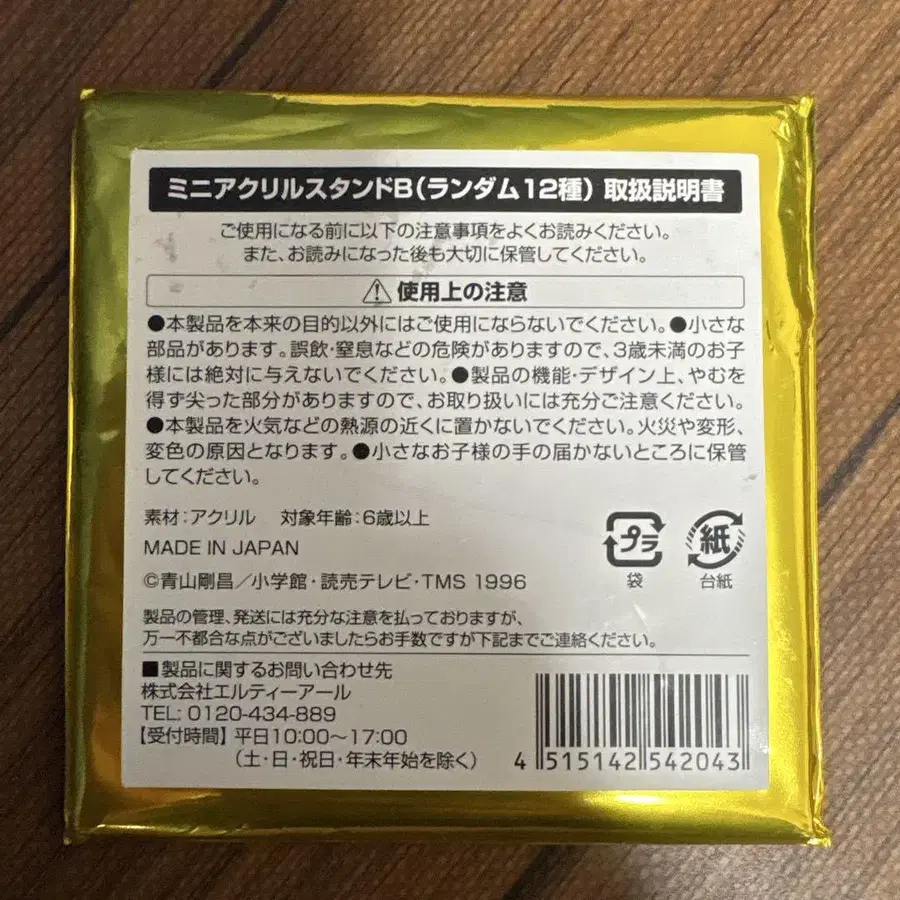 ミニアクリルスタンドB(ランダム12種) 取扱説明書
ご使用になる前に以下の注意事項をよくお読みください。
また、お読みになった後も大切に保管してください。
使用上の注意
●本製品を本来の目的以外にはご使用にならないでください。●小さな
部品があります。誤飲・窒息などの危険がありますので、3歳未満のお子
様には絶対に与えないでください。●製品の機能・デザイン上、やむを
得ず尖った部分がありますので、お取り扱いには充分ご注意ください。
●本製品を火気などの熱源の近くに置かないでください。火災や変形、
変色の原因となります。●小さなお子様の手の届かないところに保管
してください。
素材:アクリル 対象年齢:6歳以上
MADE IN JAPAN
プラ 紙
袋 台紙
©青山剛昌/小学館・読売テレビ・TMS 1996
製品の管理、発送には充分な注意を払っておりますが、
万一不都合な点がございましたらお手数ですが下記までご連絡ください。
■製品に関するお問い合わせ先
株式会社エルティーアール
TEL: 0120-434-889
【受付時間】 平日10:00~17:00
(土・日・祝日・年末年始を除く)
4 515142 542043